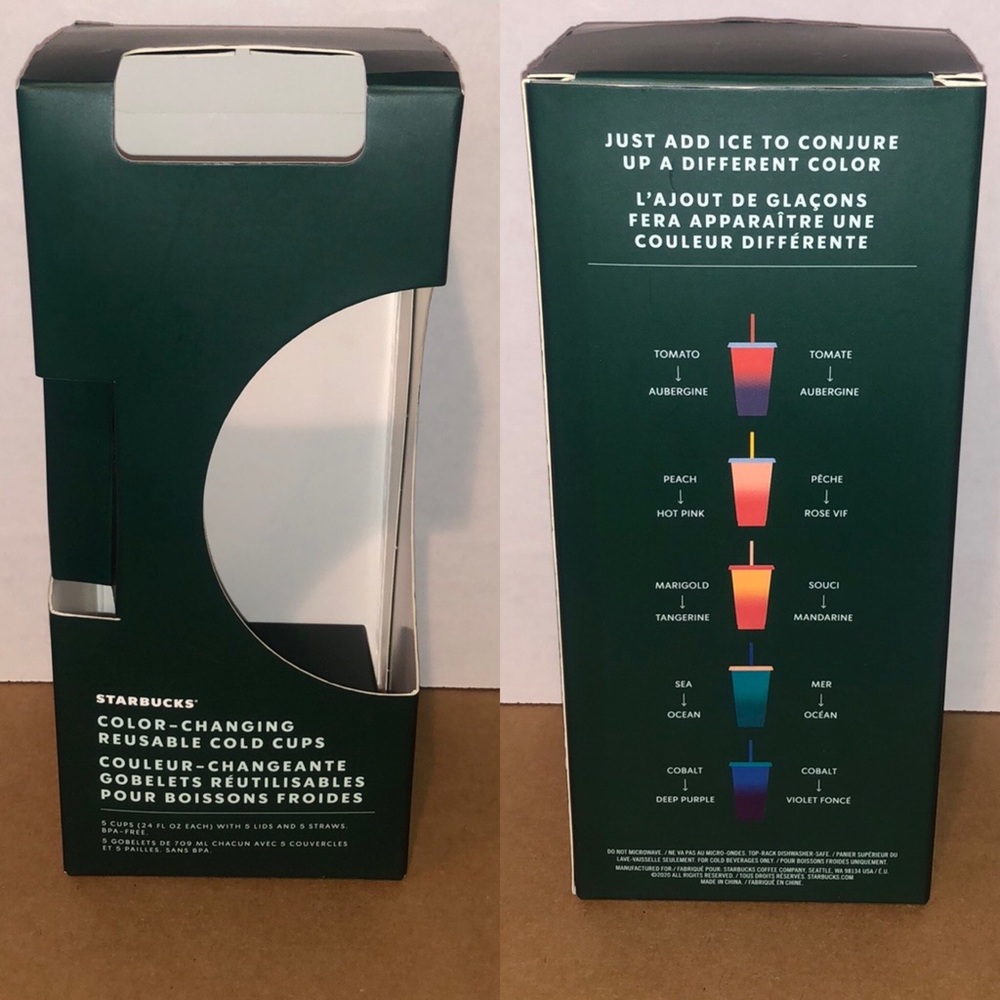 STARBUCKS®
COLOR-CHANGING
REUSABLE COLD CUPS
COULEUR-CHANGEANTE
GOBELETS RÉUTILISABLES
POUR BOISSONS FROIDES
5 CUPS (24 FL OZ EACH) WITH 5 LIDS AND 5 STRAWS.
BPA-FREE.
5 GOBELETS DE 709 ML CHACUN AVEC 5 COUVERCLES
ET 5 PAILLES. SANS BPA.
JUST ADD ICE TO CONJURE
UP A DIFFERENT COLOR
L'AJOUT DE GLAÇONS
FERA APPARAÎTRE UNE
COULEUR DIFFÉRENTE
TOMATO
↓
AUBERGINE
TOMATE
↓
AUBERGINE
PEACH
↓
HOT PINK
PÊCHE
↓
ROSE VIF
MARIGOLD
↓
TANGERINE
SOUCI
↓
MANDARINE
SEA
↓
OCEAN
MER
↓
OCÉAN
COBALT
↓
DEEP PURPLE
COBALT
↓
VIOLET FONCÉ
DO NOT MICROWAVE. / NE VA PAS AU MICRO-ONDES. TOP-RACK DISHWASHER-SAFE. / PANIER SUPÉRIEUR DU
LAVE-VAISSELLE SEULEMENT. FOR COLD BEVERAGES ONLY. / POUR BOISSONS FROIDES UNIQUEMENT.
MANUFACTURED FOR / FABRIQUÉ POUR: STARBUCKS COFFEE COMPANY, SEATTLE, WA 98134 USA / É.U.
©2020 ALL RIGHTS RESERVED. / TOUS DROITS RÉSERVÉS. STARBUCKS.COM
MADE IN CHINA. / FABRIQUÉ EN CHINE.